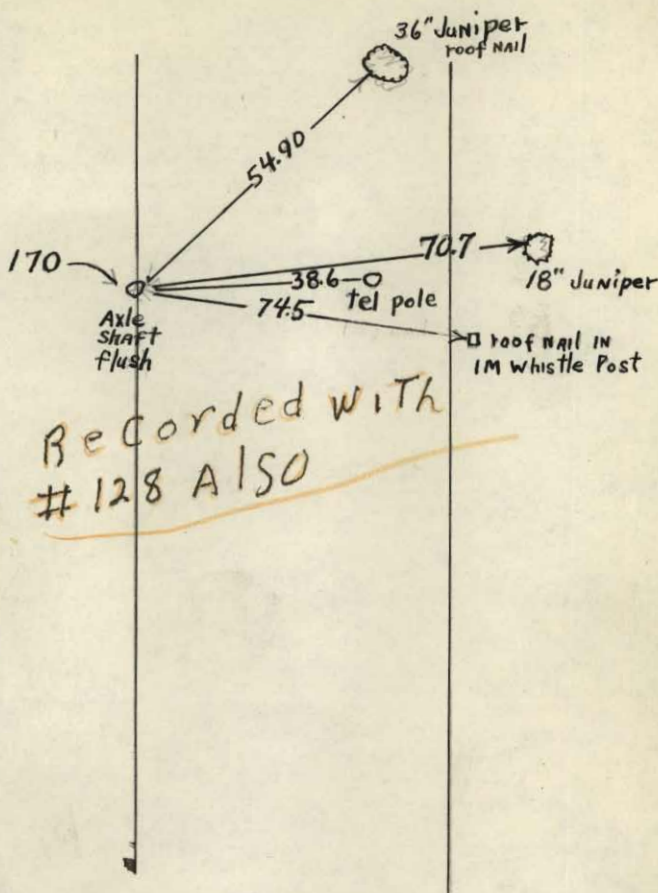 36" Juniper
roof NAIL
54.90
170
70.7
38.6
tel pole
18" Juniper
74.5
Axle
shaft
flush
roof NAIL IN
1M Whistle Post
Recorded with
#128 Also